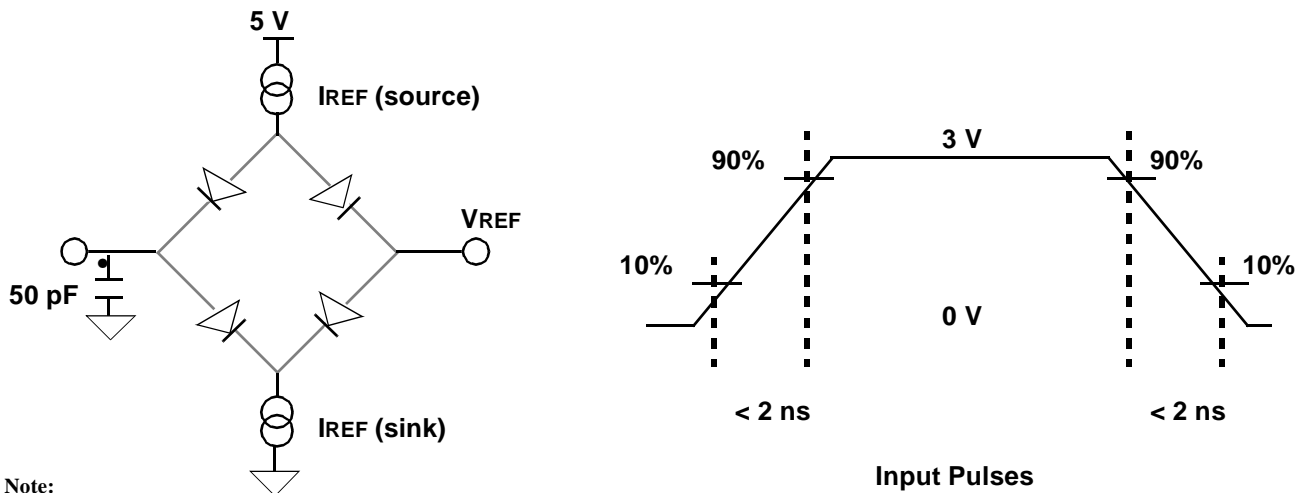 5 V
IREF (source)
VREF
50 pF
IREF (sink)
Note:
3 V
90%
90%
10%
10%
0 V
< 2 ns
< 2 ns
Input Pulses